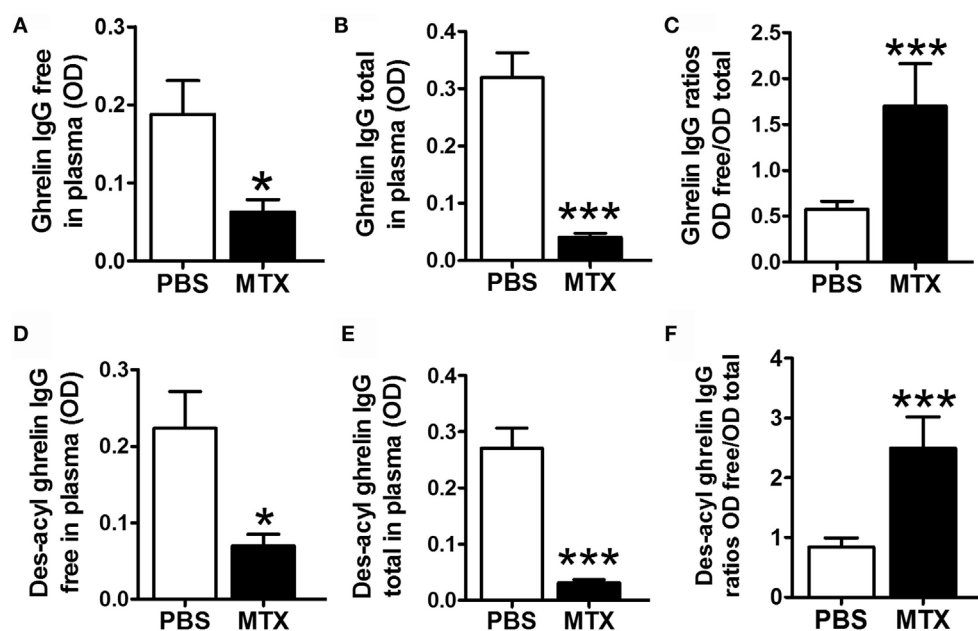 A
Ghrelin IgG free
in plasma (OD)
0.3
0.2
0.1
0.0
*
PBS MTX
B
Ghrelin IgG total
in plasma (OD)
0.4
0.3
0.2
0.1
0.0
***
PBS MTX
C
Ghrelin IgG ratios
OD free/OD total
2.5
2.0
1.5
1.0
0.5
0.0
***
PBS MTX
D
Des-acyl ghrelin IgG
free in plasma (OD)
0.3
0.2
0.1
0.0
*
PBS MTX
E
Des-acyl ghrelin IgG
total in plasma (OD)
0.4
0.3
0.2
0.1
0.0
***
PBS MTX
F
Des-acyl ghrelin IgG
ratios OD free/OD total
4
3
2
1
0
***
PBS MTX